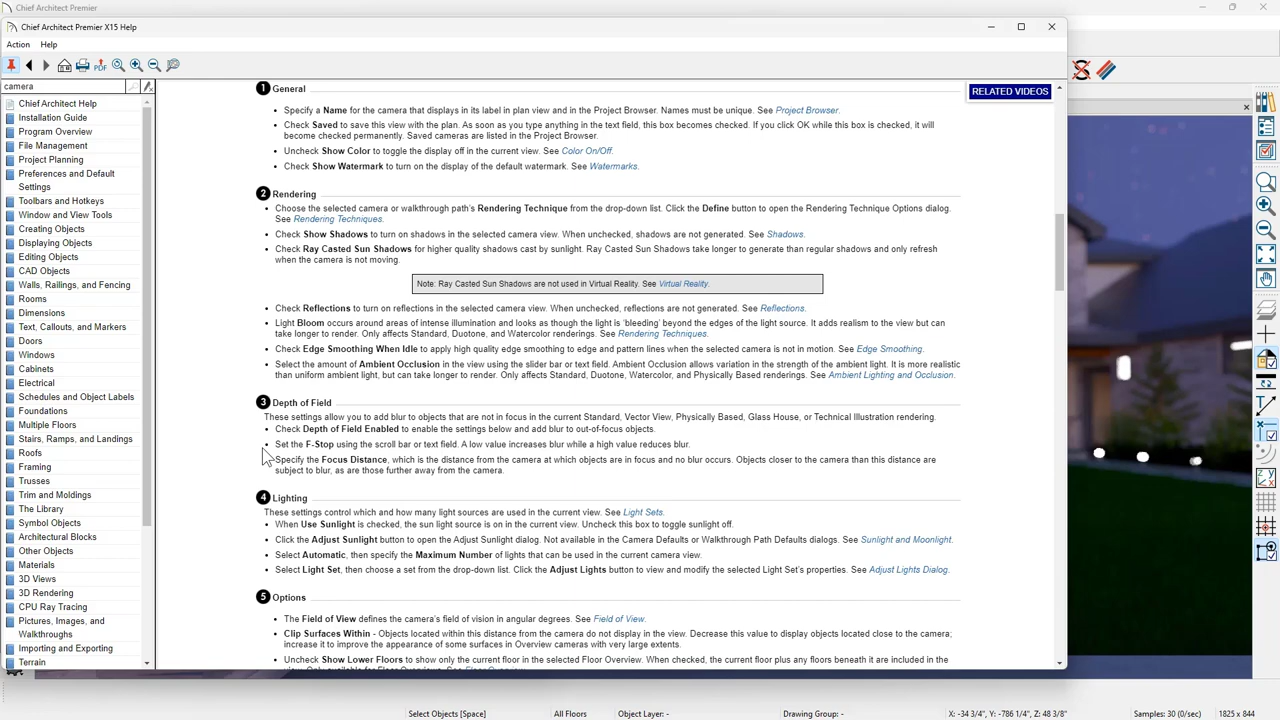 Chief Architect Premier
Chief Architect Premier X15 Help
Action Help
PDF
camera
Chief Architect Help
Installation Guide
Program Overview
File Management
Project Planning
Preferences and Default
Settings
Toolbars and Hotkeys
Window and View Tools
Creating Objects
Displaying Objects
Editing Objects
CAD Objects
Walls, Railings, and Fencing
Rooms
Dimensions
Text, Callouts, and Markers
Doors
Windows
Cabinets
Electrical
Schedules and Object Labels
Foundations
Multiple Floors
Stairs, Ramps, and Landings
Roofs
Framing
Trusses
Trim and Moldings
The Library
Symbol Objects
Architectural Blocks
Other Objects
Materials
3D Views
3D Rendering
CPU Ray Tracing
Pictures, Images, and
Walkthroughs
Importing and Exporting
Terrain
RELATED VIDEOS
1 General
• Specify a Name for the camera that displays in its label in plan view and in the Project Browser. Names must be unique. See Project Browser.
• Check Saved to save this view with the plan. As soon as you type anything in the text field, this box becomes checked. If you click OK while this box is checked, it will
become checked permanently. Saved cameras are listed in the Project Browser.
• Uncheck Show Color to toggle the display off in the current view. See Color On/Off.
• Check Show Watermark to turn on the display of the default watermark. See Watermarks.
2 Rendering
• Choose the selected camera or walkthrough path's Rendering Technique from the drop-down list. Click the Define button to open the Rendering Technique Options dialog.
See Rendering Techniques.
• Check Show Shadows to turn on shadows in the selected camera view. When unchecked, shadows are not generated. See Shadows.
• Check Ray Casted Sun Shadows for higher quality shadows cast by sunlight. Ray Casted Sun Shadows take longer to generate than regular shadows and only refresh
when the camera is not moving.
Note: Ray Casted Sun Shadows are not used in Virtual Reality. See Virtual Reality.
• Check Reflections to turn on reflections in the selected camera view. When unchecked, reflections are not generated. See Reflections.
• Light Bloom occurs around areas of intense illumination and looks as though the light is 'bleeding' beyond the edges of the light source. It adds realism to the view but can
take longer to render. Only affects Standard, Duotone, and Watercolor renderings. See Rendering Techniques.
• Check Edge Smoothing When Idle to apply high quality edge smoothing to edge and pattern lines when the selected camera is not in motion. See Edge Smoothing.
• Select the amount of Ambient Occlusion in the view using the slider bar or text field. Ambient Occlusion allows variation in the strength of the ambient light. It is more realistic
than uniform ambient light, but can take longer to render. Only affects Standard, Duotone, Watercolor, and Physically Based renderings. See Ambient Lighting and Occlusion.
3 Depth of Field
These settings allow you to add blur to objects that are not in focus in the current Standard, Vector View, Physically Based, Glass House, or Technical Illustration rendering.
• Check Depth of Field Enabled to enable the settings below and add blur to out-of-focus objects.
• Set the F-Stop using the scroll bar or text field. A low value increases blur while a high value reduces blur.
Specify the Focus Distance, which is the distance from the camera at which objects are in focus and no blur occurs. Objects closer to the camera than this distance are
subject to blur, as are those further away from the camera.
4 Lighting
These settings control which and how many light sources are used in the current view. See Light Sets.
• When Use Sunlight is checked, the sun light source is on in the current view. Uncheck this box to toggle sunlight off.
• Click the Adjust Sunlight button to open the Adjust Sunlight dialog. Not available in the Camera Defaults or Walkthrough Path Defaults dialogs. See Sunlight and Moonlight.
• Select Automatic, then specify the Maximum Number of lights that can be used in the current camera view.
• Select Light Set, then choose a set from the drop-down list. Click the Adjust Lights button to view and modify the selected Light Set's properties. See Adjust Lights Dialog.
5 Options
• The Field of View defines the camera's field of vision in angular degrees. See Field of View.
• Clip Surfaces Within - Objects located within this distance from the camera do not display in the view. Decrease this value to display objects located close to the camera;
increase it to improve the appearance of some surfaces in Overview cameras with very large extents.
• Uncheck Show Lower Floors to show only the current floor in the selected Floor Overview. When checked, the current floor plus any floors beneath it are included in the
Select Objects [Space] All Floors Object Layer: - Drawing Group: - X: -34 3/4", Y: -786 1/4", Z: 48 3/8" Samples: 30 (0/sec) 1825 x 844